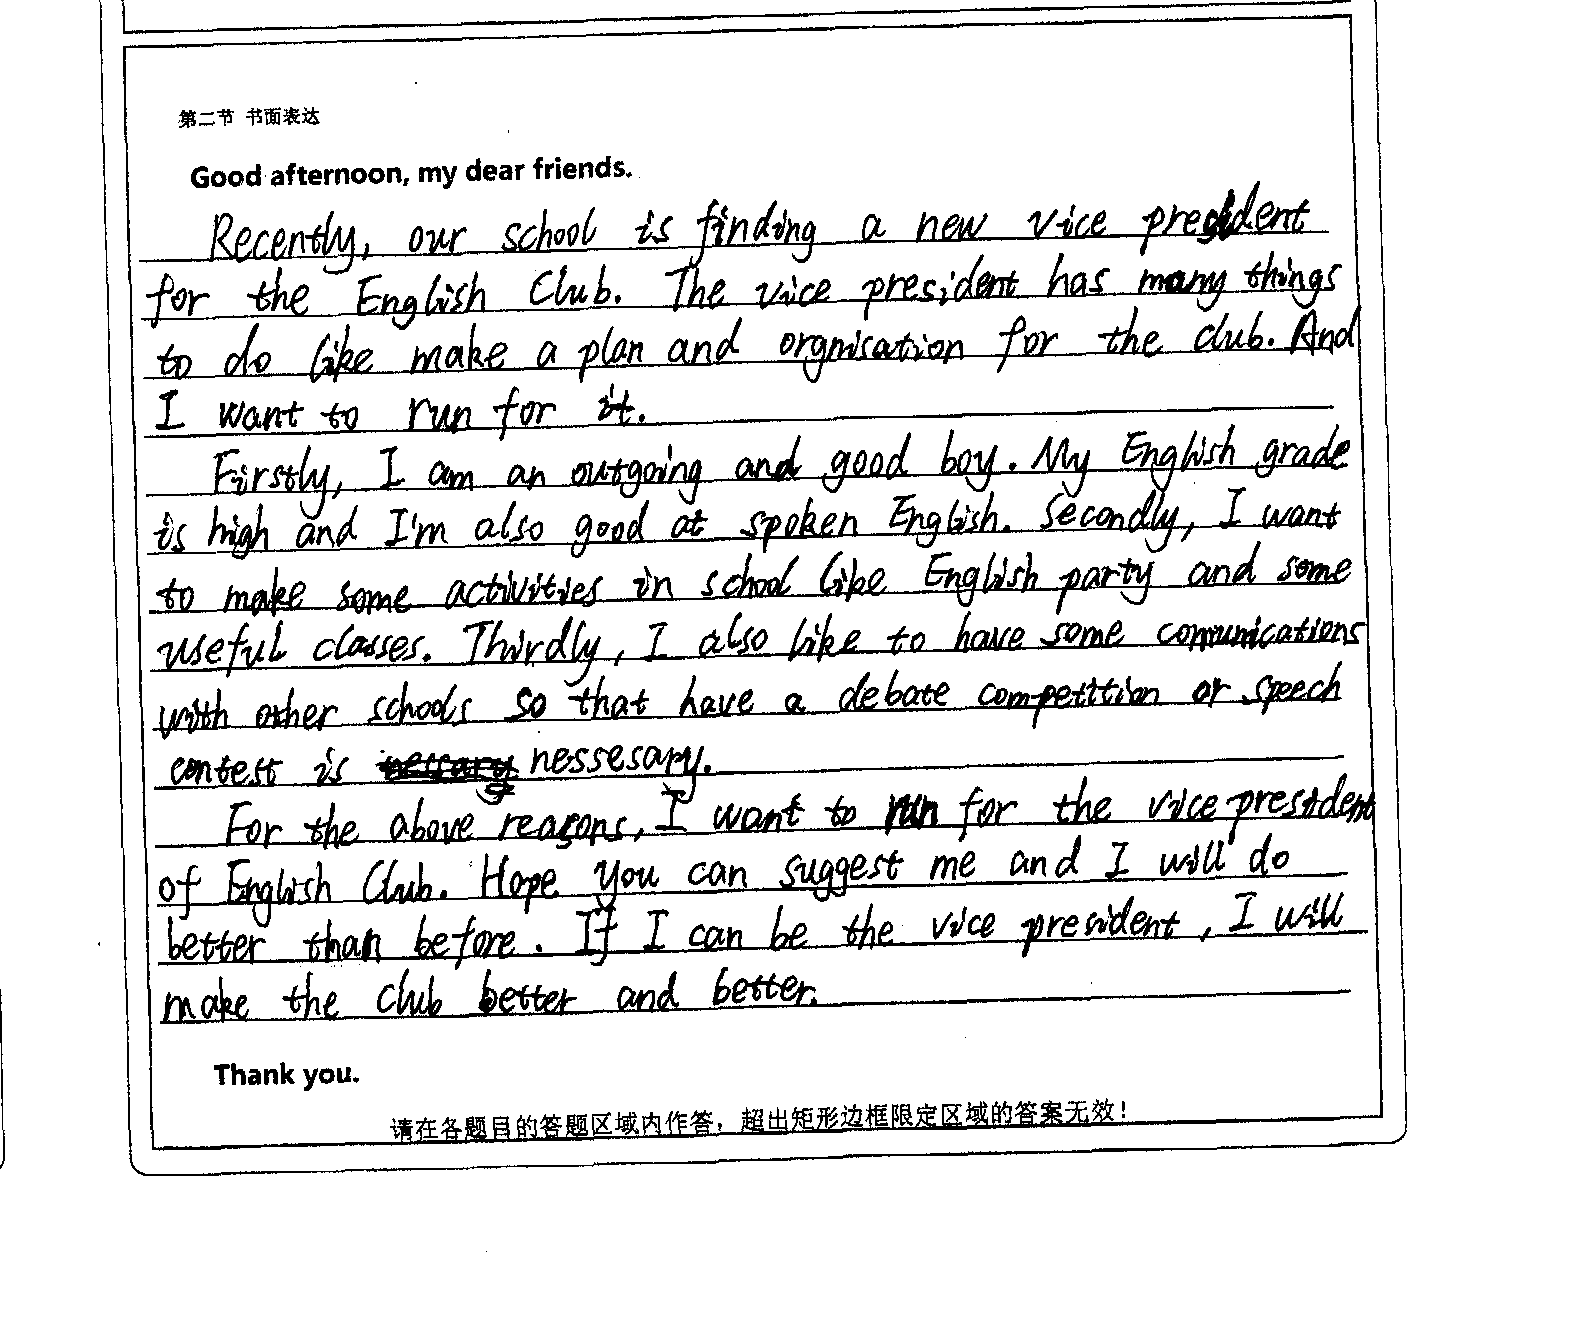 第二节 书面表达
Good afternoon, my dear friends.
Recently, our school is finding a new vice president
for the English Club. The vice president has many things
to do like make a plan and orgnisation for the club. And
I want to run for it.
Firstly, I am an outgoing and good boy. My English grade
is high and I'm also good at spoken English. Secondly, I want
to make some activities in school like English party and some
useful classes. Thirdly, I also like to have some comunications
with other schools so that have a debate competition or speech
contest is nessary nessesary.
For the above reasons, I want to run for the vice president
of English Club. Hope you can suggest me and I will do
better than before. If I can be the vice president, I will
make the club better and better.
Thank you.
请在各题目的答题区域内作答，超出矩形边框限定区域的答案无效！